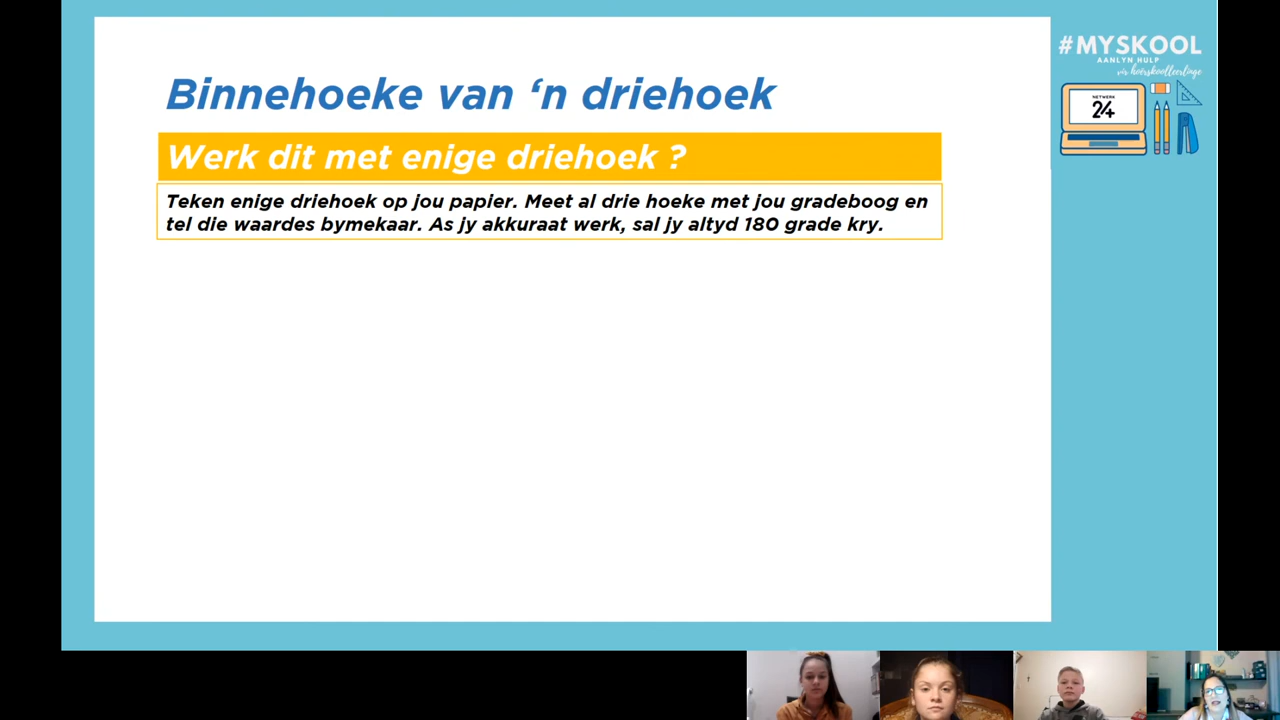 Binnehoeke van ‘n driehoek
Werk dit met enige driehoek ?
Teken enige driehoek op jou papier. Meet al drie hoeke met jou gradeboog en
tel die waardes bymekaar. As jy akkuraat werk, sal jy altyd 180 grade kry.
#MYSKOOL
AANLYN HULP
vir hoërskoolleerlinge
NETWERK
24